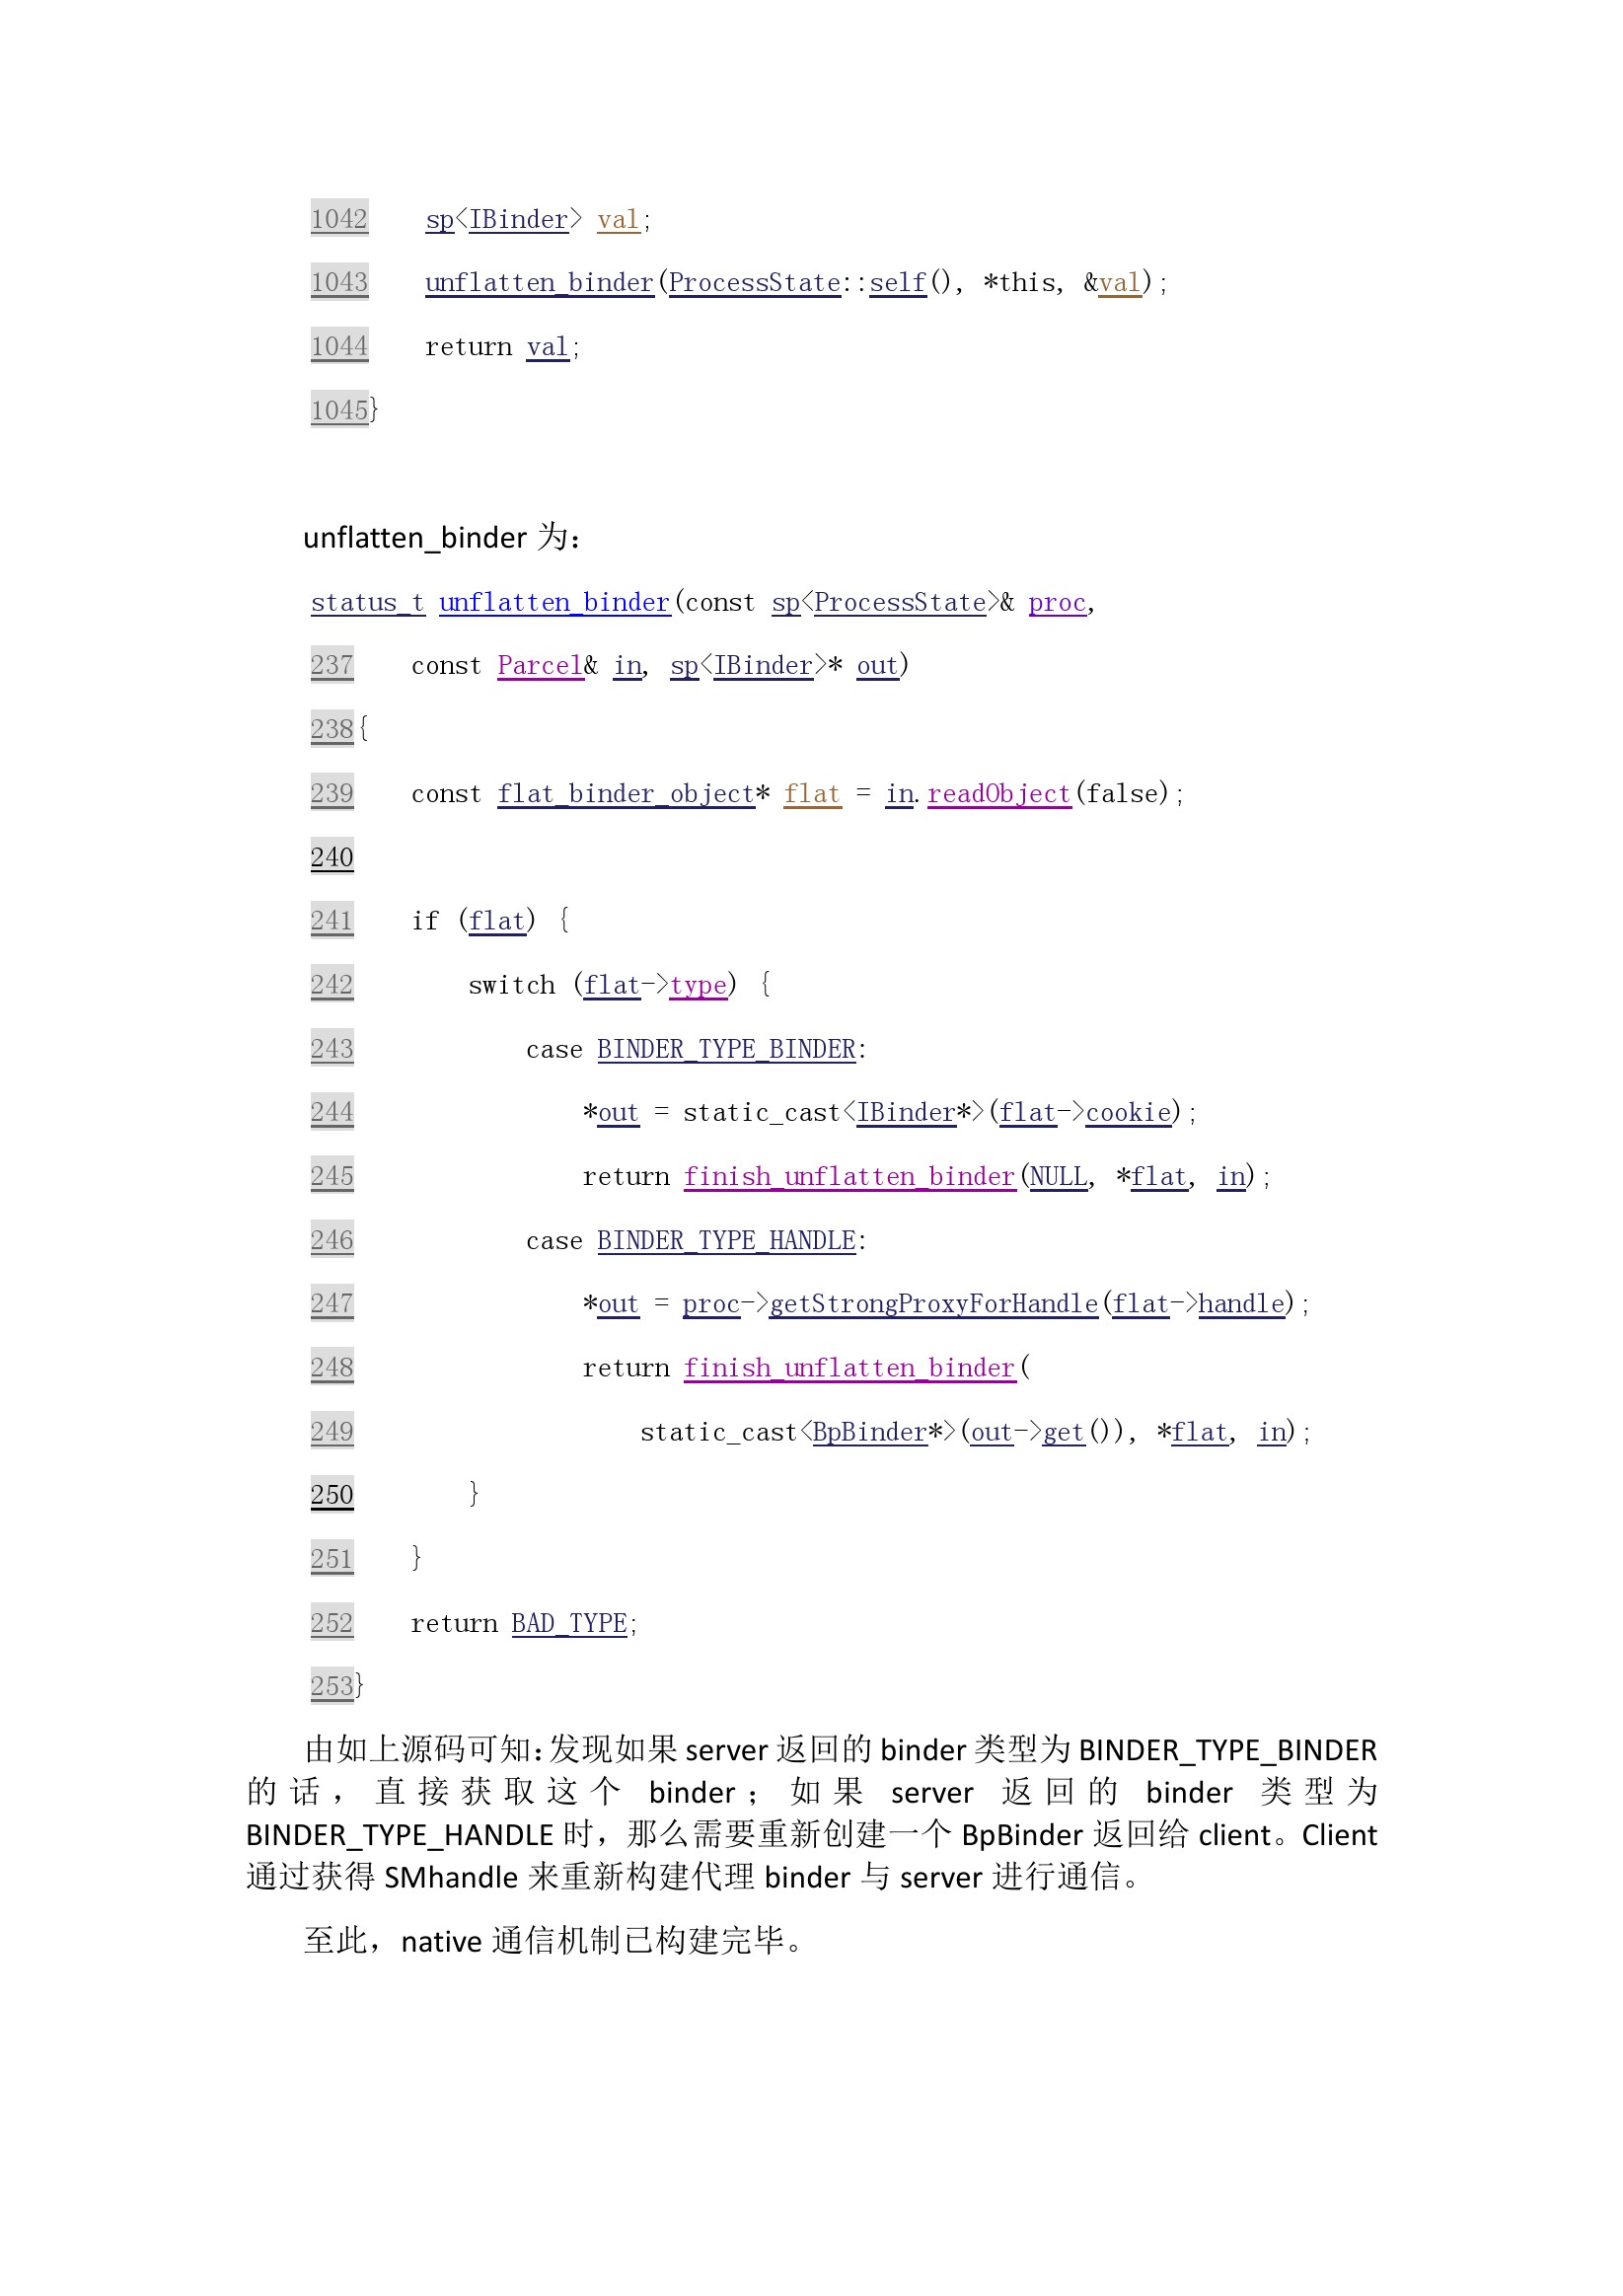 1042    sp<IBinder> val;
1043    unflatten_binder(ProcessState::self(), *this, &val);
1044    return val;
1045}
unflatten_binder 为：
status_t unflatten_binder(const sp<ProcessState>& proc,
237    const Parcel& in, sp<IBinder>* out)
238{
239    const flat_binder_object* flat = in.readObject(false);
240
241    if (flat) {
242        switch (flat->type) {
243            case BINDER_TYPE_BINDER:
244                *out = static_cast<IBinder*>(flat->cookie);
245                return finish_unflatten_binder(NULL, *flat, in);
246            case BINDER_TYPE_HANDLE:
247                *out = proc->getStrongProxyForHandle(flat->handle);
248                return finish_unflatten_binder(
249                    static_cast<BpBinder*>(out->get()), *flat, in);
250        }
251    }
252    return BAD_TYPE;
253}
由如上源码可知：发现如果 server 返回的 binder 类型为 BINDER_TYPE_BINDER
的话，直接获取这个 binder；如果 server 返回的 binder 类型为
BINDER_TYPE_HANDLE 时，那么需要重新创建一个 BpBinder 返回给 client。Client
通过获得 SMhandle 来重新构建代理 binder 与 server 进行通信。
至此，native 通信机制已构建完毕。